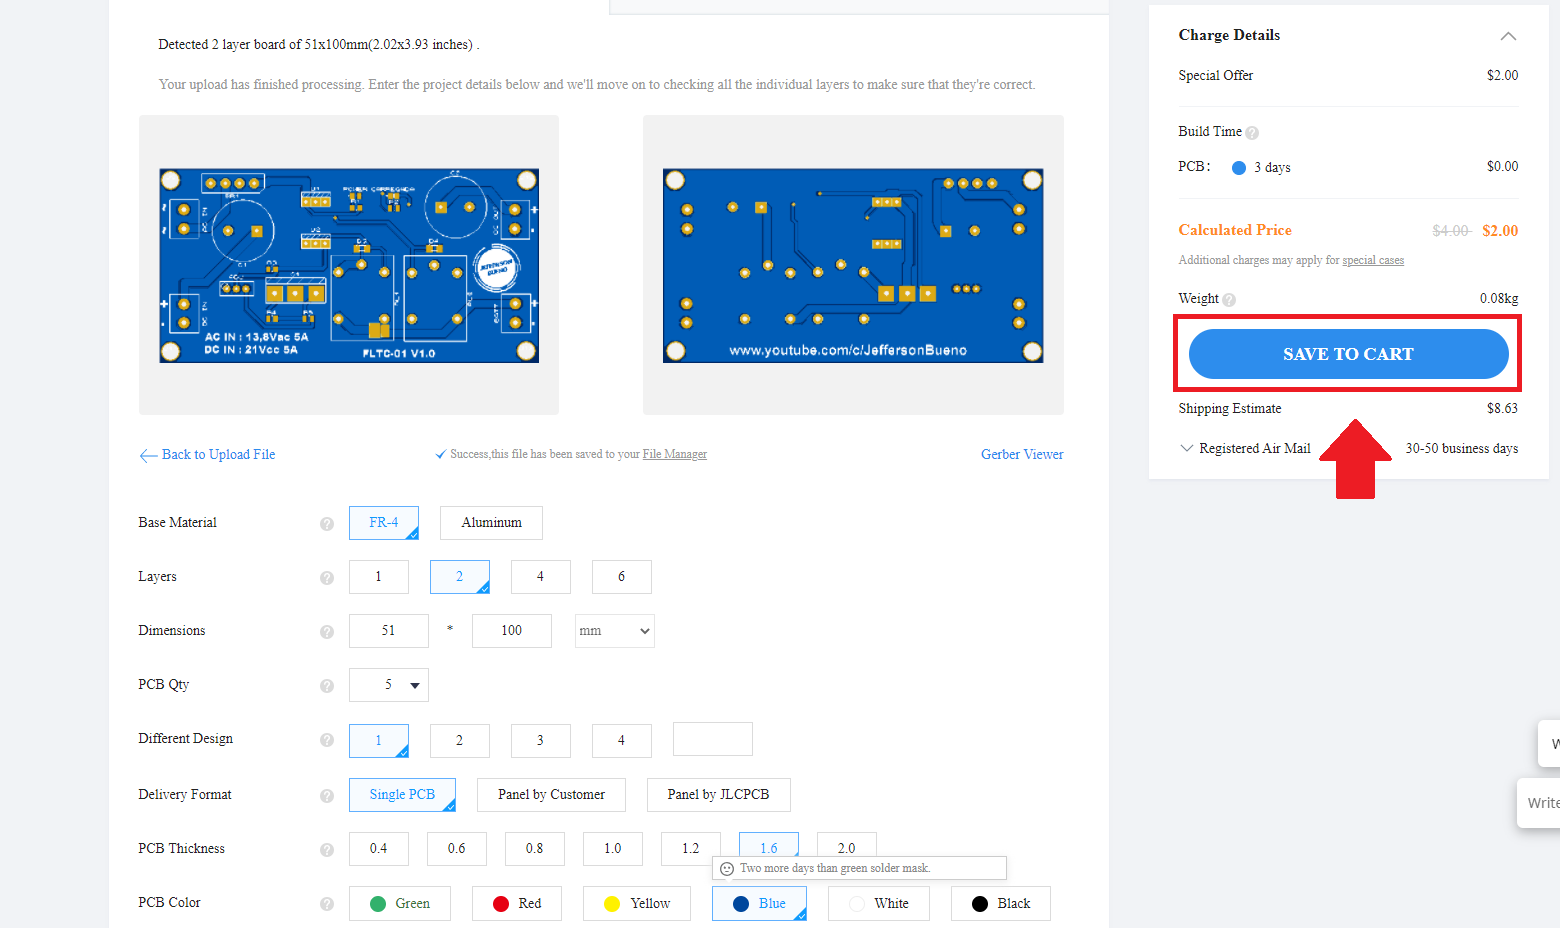 Detected 2 layer board of 51x100mm(2.02x3.93 inches) .
Your upload has finished processing. Enter the project details below and we'll move on to checking all the individual layers to make sure that they're correct.
AC IN
DC OUT
DC IN
BATT
JEFFERSON
BUENO
AC IN : 13,8Vac 5A
DC IN : 21Vcc 5A
FLTC-01 V1.0
www.youtube.com/c/JeffersonBueno
Back to Upload File
Success,this file has been saved to your File Manager
Gerber Viewer
Base Material ? FR-4 Aluminum
Layers ? 1 2 4 6
Dimensions ? 51 * 100 mm
PCB Qty ? 5
Different Design ? 1 2 3 4
Delivery Format ? Single PCB Panel by Customer Panel by JLCPCB
PCB Thickness ? 0.4 0.6 0.8 1.0 1.2 1.6 2.0
Two more days than green solder mask.
PCB Color ? Green Red Yellow Blue White Black
Charge Details
Special Offer $2.00
Build Time ?
PCB: 3 days $0.00
Calculated Price $4.00 $2.00
Additional charges may apply for special cases
Weight ? 0.08kg
SAVE TO CART
Shipping Estimate $8.63
Registered Air Mail 30-50 business days
Write